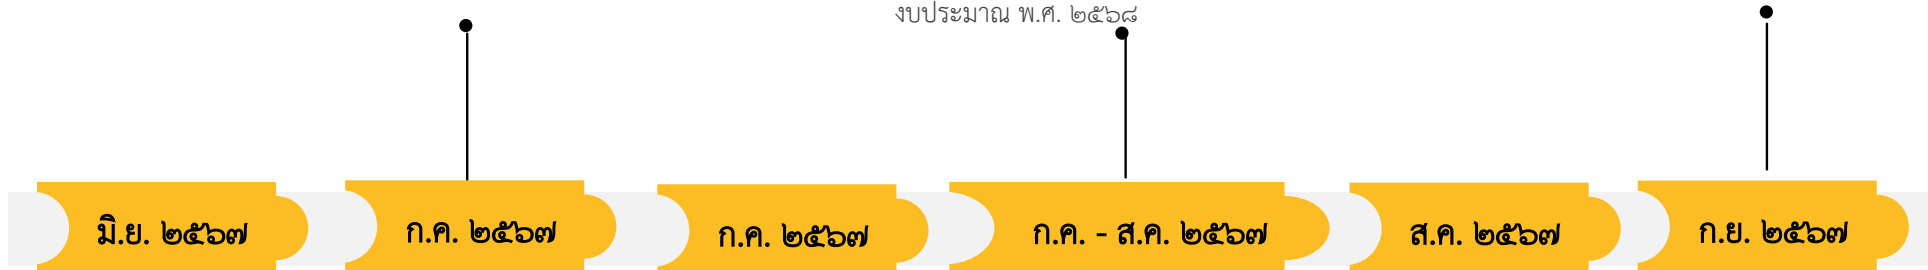 งบประมาณ พ.ศ. ๒๕๖๘
มิ.ย. ๒๕๖๗
ก.ค. ๒๕๖๗
ก.ค. ๒๕๖๗
ก.ค. - ส.ค. ๒๕๖๗
ส.ค. ๒๕๖๗
ก.ย. ๒๕๖๗